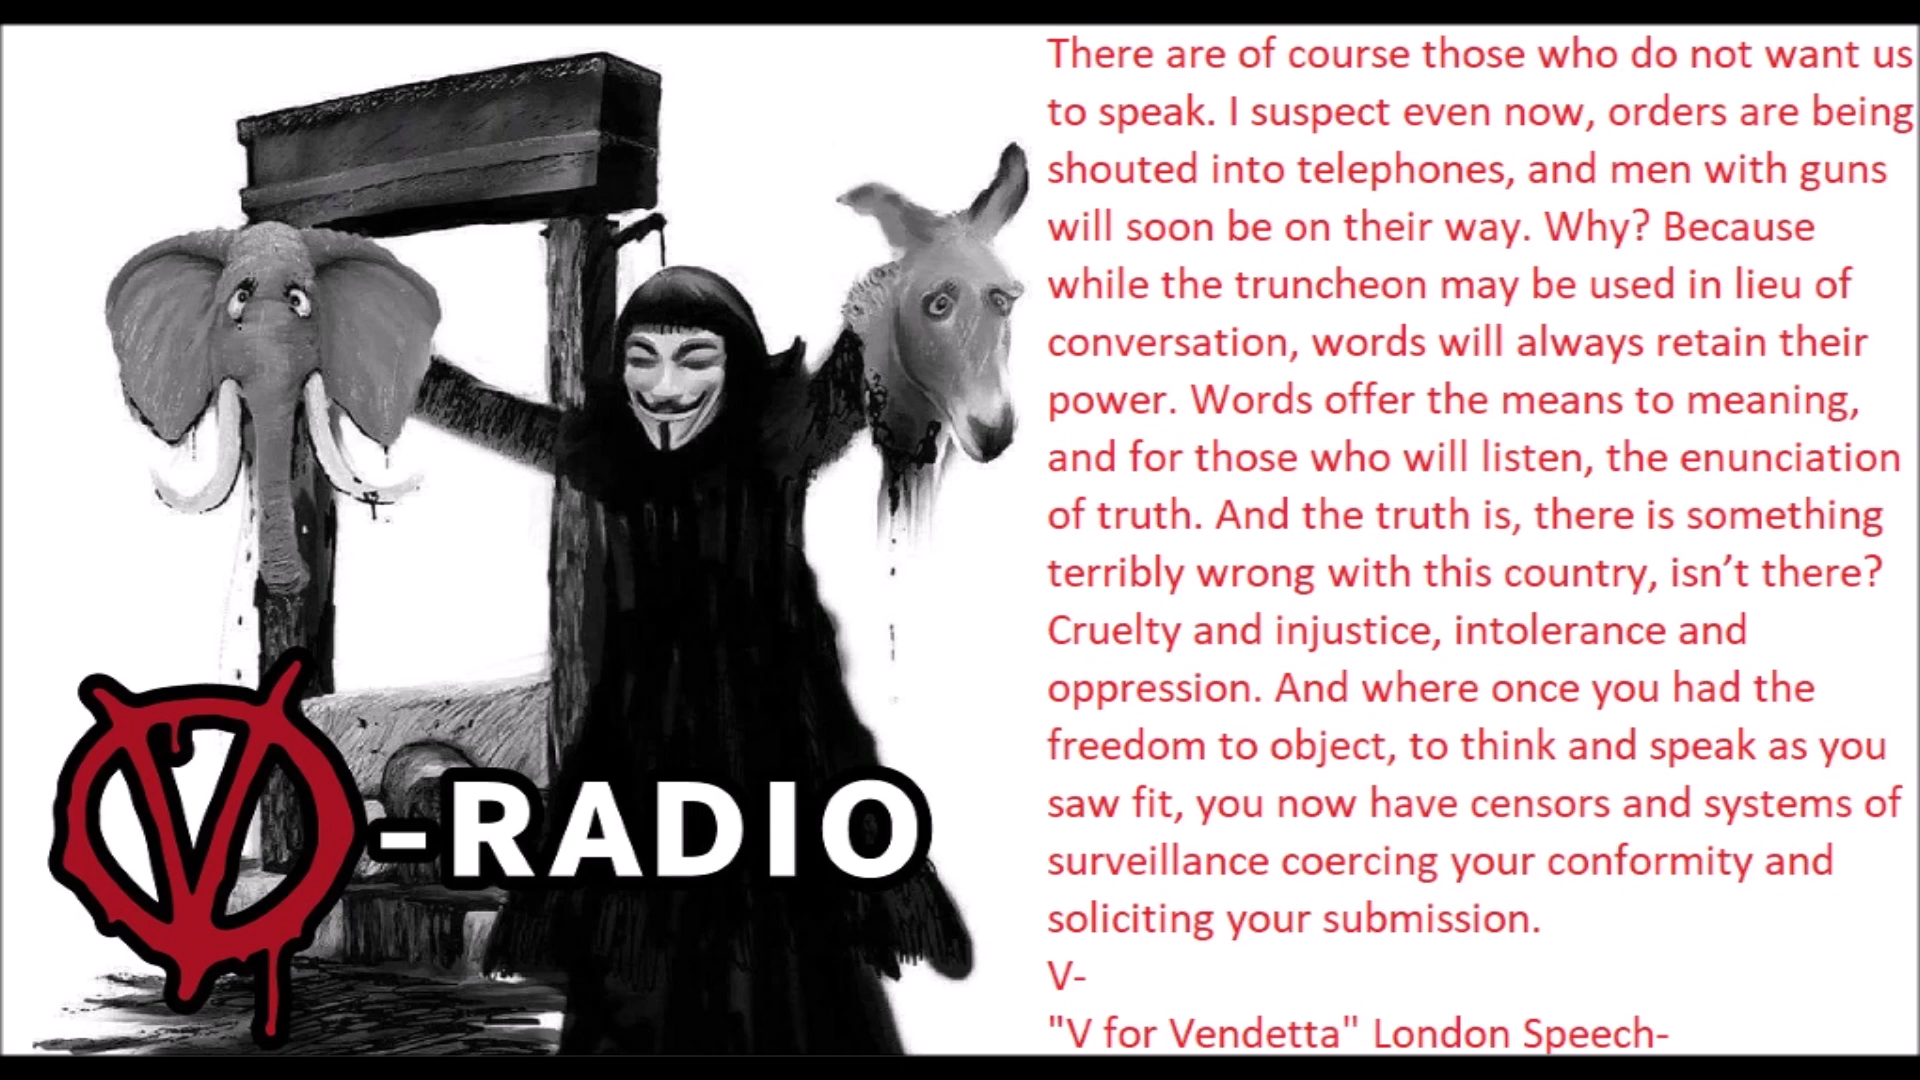 There are of course those who do not want us
to speak. I suspect even now, orders are being
shouted into telephones, and men with guns
will soon be on their way. Why? Because
while the truncheon may be used in lieu of
conversation, words will always retain their
power. Words offer the means to meaning,
and for those who will listen, the enunciation
of truth. And the truth is, there is something
terribly wrong with this country, isn’t there?
Cruelty and injustice, intolerance and
oppression. And where once you had the
freedom to object, to think and speak as you
saw fit, you now have censors and systems of
surveillance coercing your conformity and
soliciting your submission.
V-
"V for Vendetta" London Speech-
V-RADIO